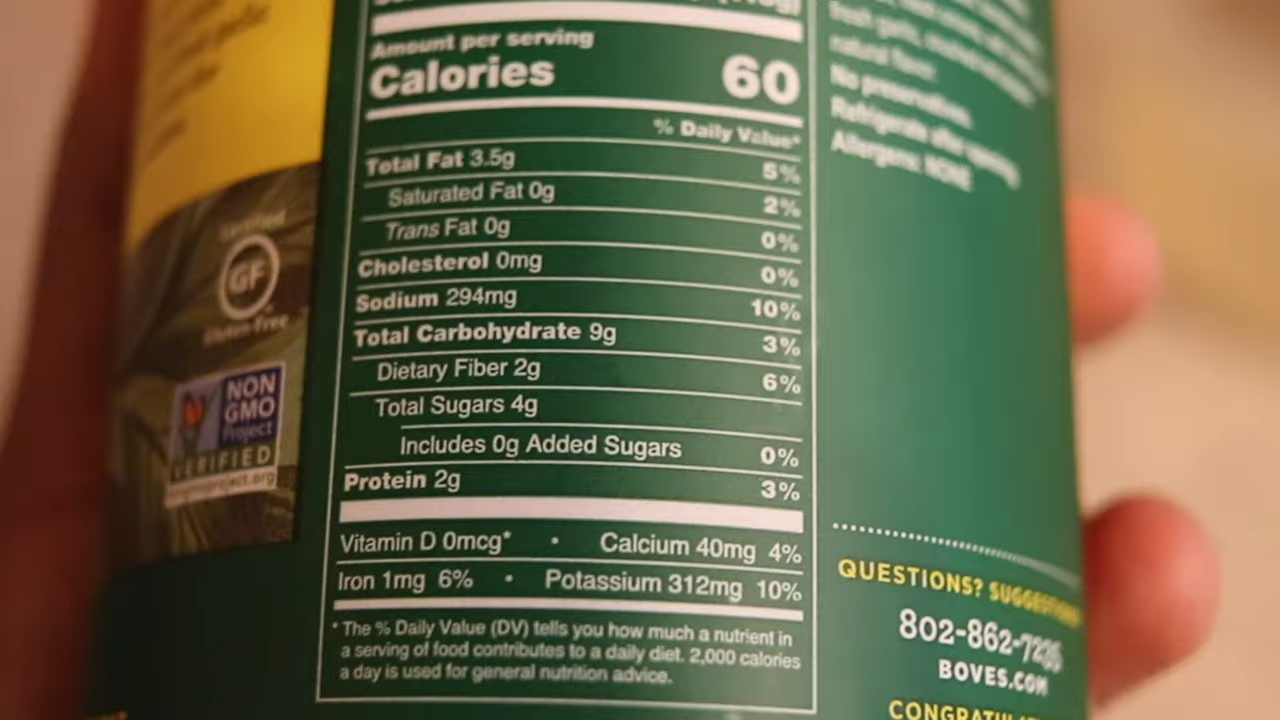 Amount per serving
Calories 60
% Daily Value*
Total Fat 3.5g 5%
Saturated Fat 0g 2%
Trans Fat 0g 0%
Cholesterol 0mg 0%
Sodium 294mg 10%
Total Carbohydrate 9g 3%
Dietary Fiber 2g 6%
Total Sugars 4g
Includes 0g Added Sugars 0%
Protein 2g 3%
Vitamin D 0mcg* • Calcium 40mg 4%
Iron 1mg 6% • Potassium 312mg 10%
* The % Daily Value (DV) tells you how much a nutrient in
a serving of food contributes to a daily diet. 2,000 calories
a day is used for general nutrition advice.
Certified
GF
Gluten-Free
NON
GMO
Project
VERIFIED
natural flavor.
No preservatives.
Refrigerate after opening
Allergens: NONE
QUESTIONS?
802-862-
BOVES.COM